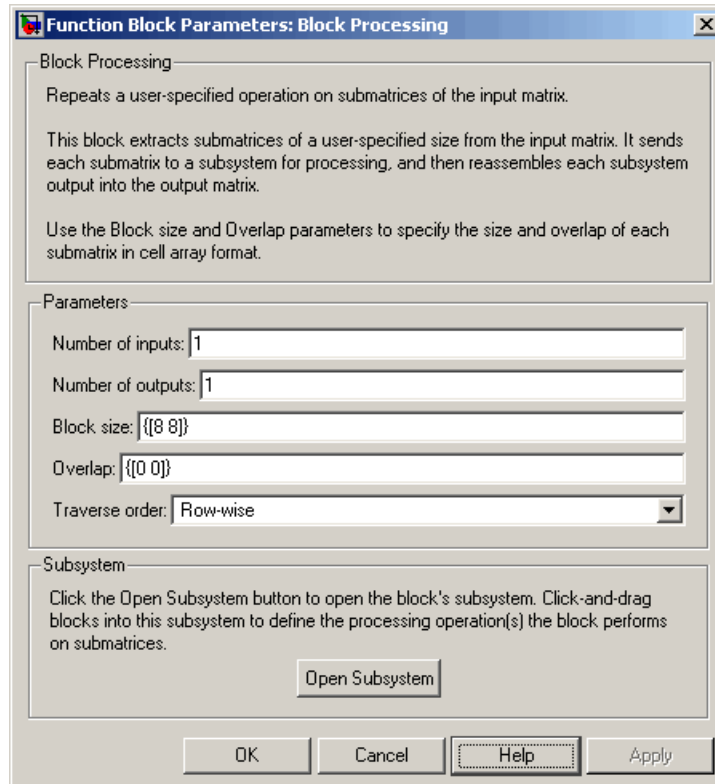 Function Block Parameters: Block Processing
Block Processing
Repeats a user-specified operation on submatrices of the input matrix.
This block extracts submatrices of a user-specified size from the input matrix. It sends
each submatrix to a subsystem for processing, and then reassembles each subsystem
output into the output matrix.
Use the Block size and Overlap parameters to specify the size and overlap of each
submatrix in cell array format.
Parameters
Number of inputs: 1
Number of outputs: 1
Block size: {[8 8]}
Overlap: {[0 0]}
Traverse order: Row-wise
Subsystem
Click the Open Subsystem button to open the block's subsystem. Click-and-drag
blocks into this subsystem to define the processing operation(s) the block performs
on submatrices.
Open Subsystem
OK Cancel Help Apply